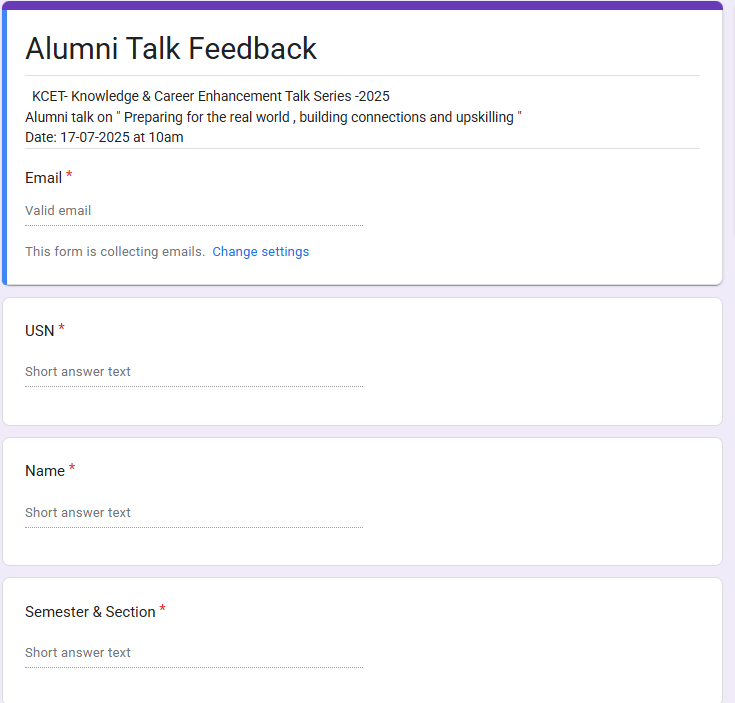 Alumni Talk Feedback
KCET- Knowledge & Career Enhancement Talk Series -2025
Alumni talk on " Preparing for the real world , building connections and upskilling "
Date: 17-07-2025 at 10am
Email *
Valid email
This form is collecting emails. Change settings
USN *
Short answer text
Name *
Short answer text
Semester & Section *
Short answer text